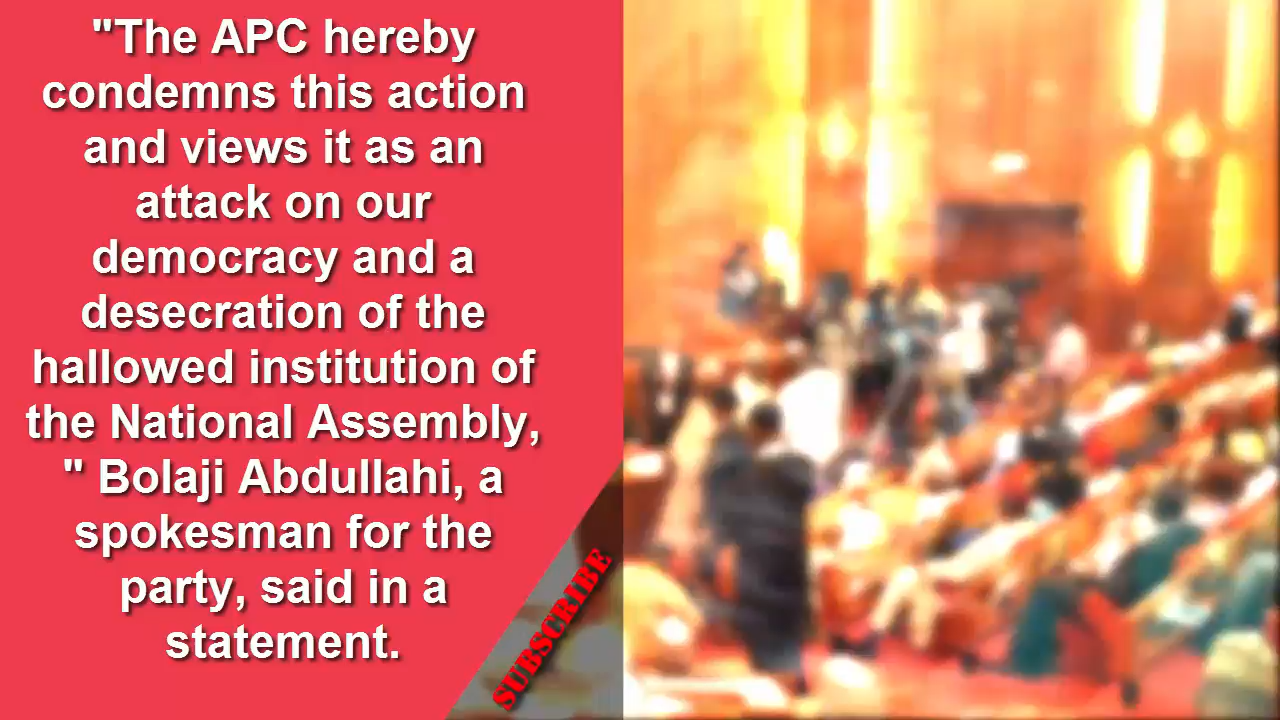 "The APC hereby
condemns this action
and views it as an
attack on our
democracy and a
desecration of the
hallowed institution of
the National Assembly,
" Bolaji Abdullahi, a
spokesman for the
party, said in a
statement.
SUBSCRIBE